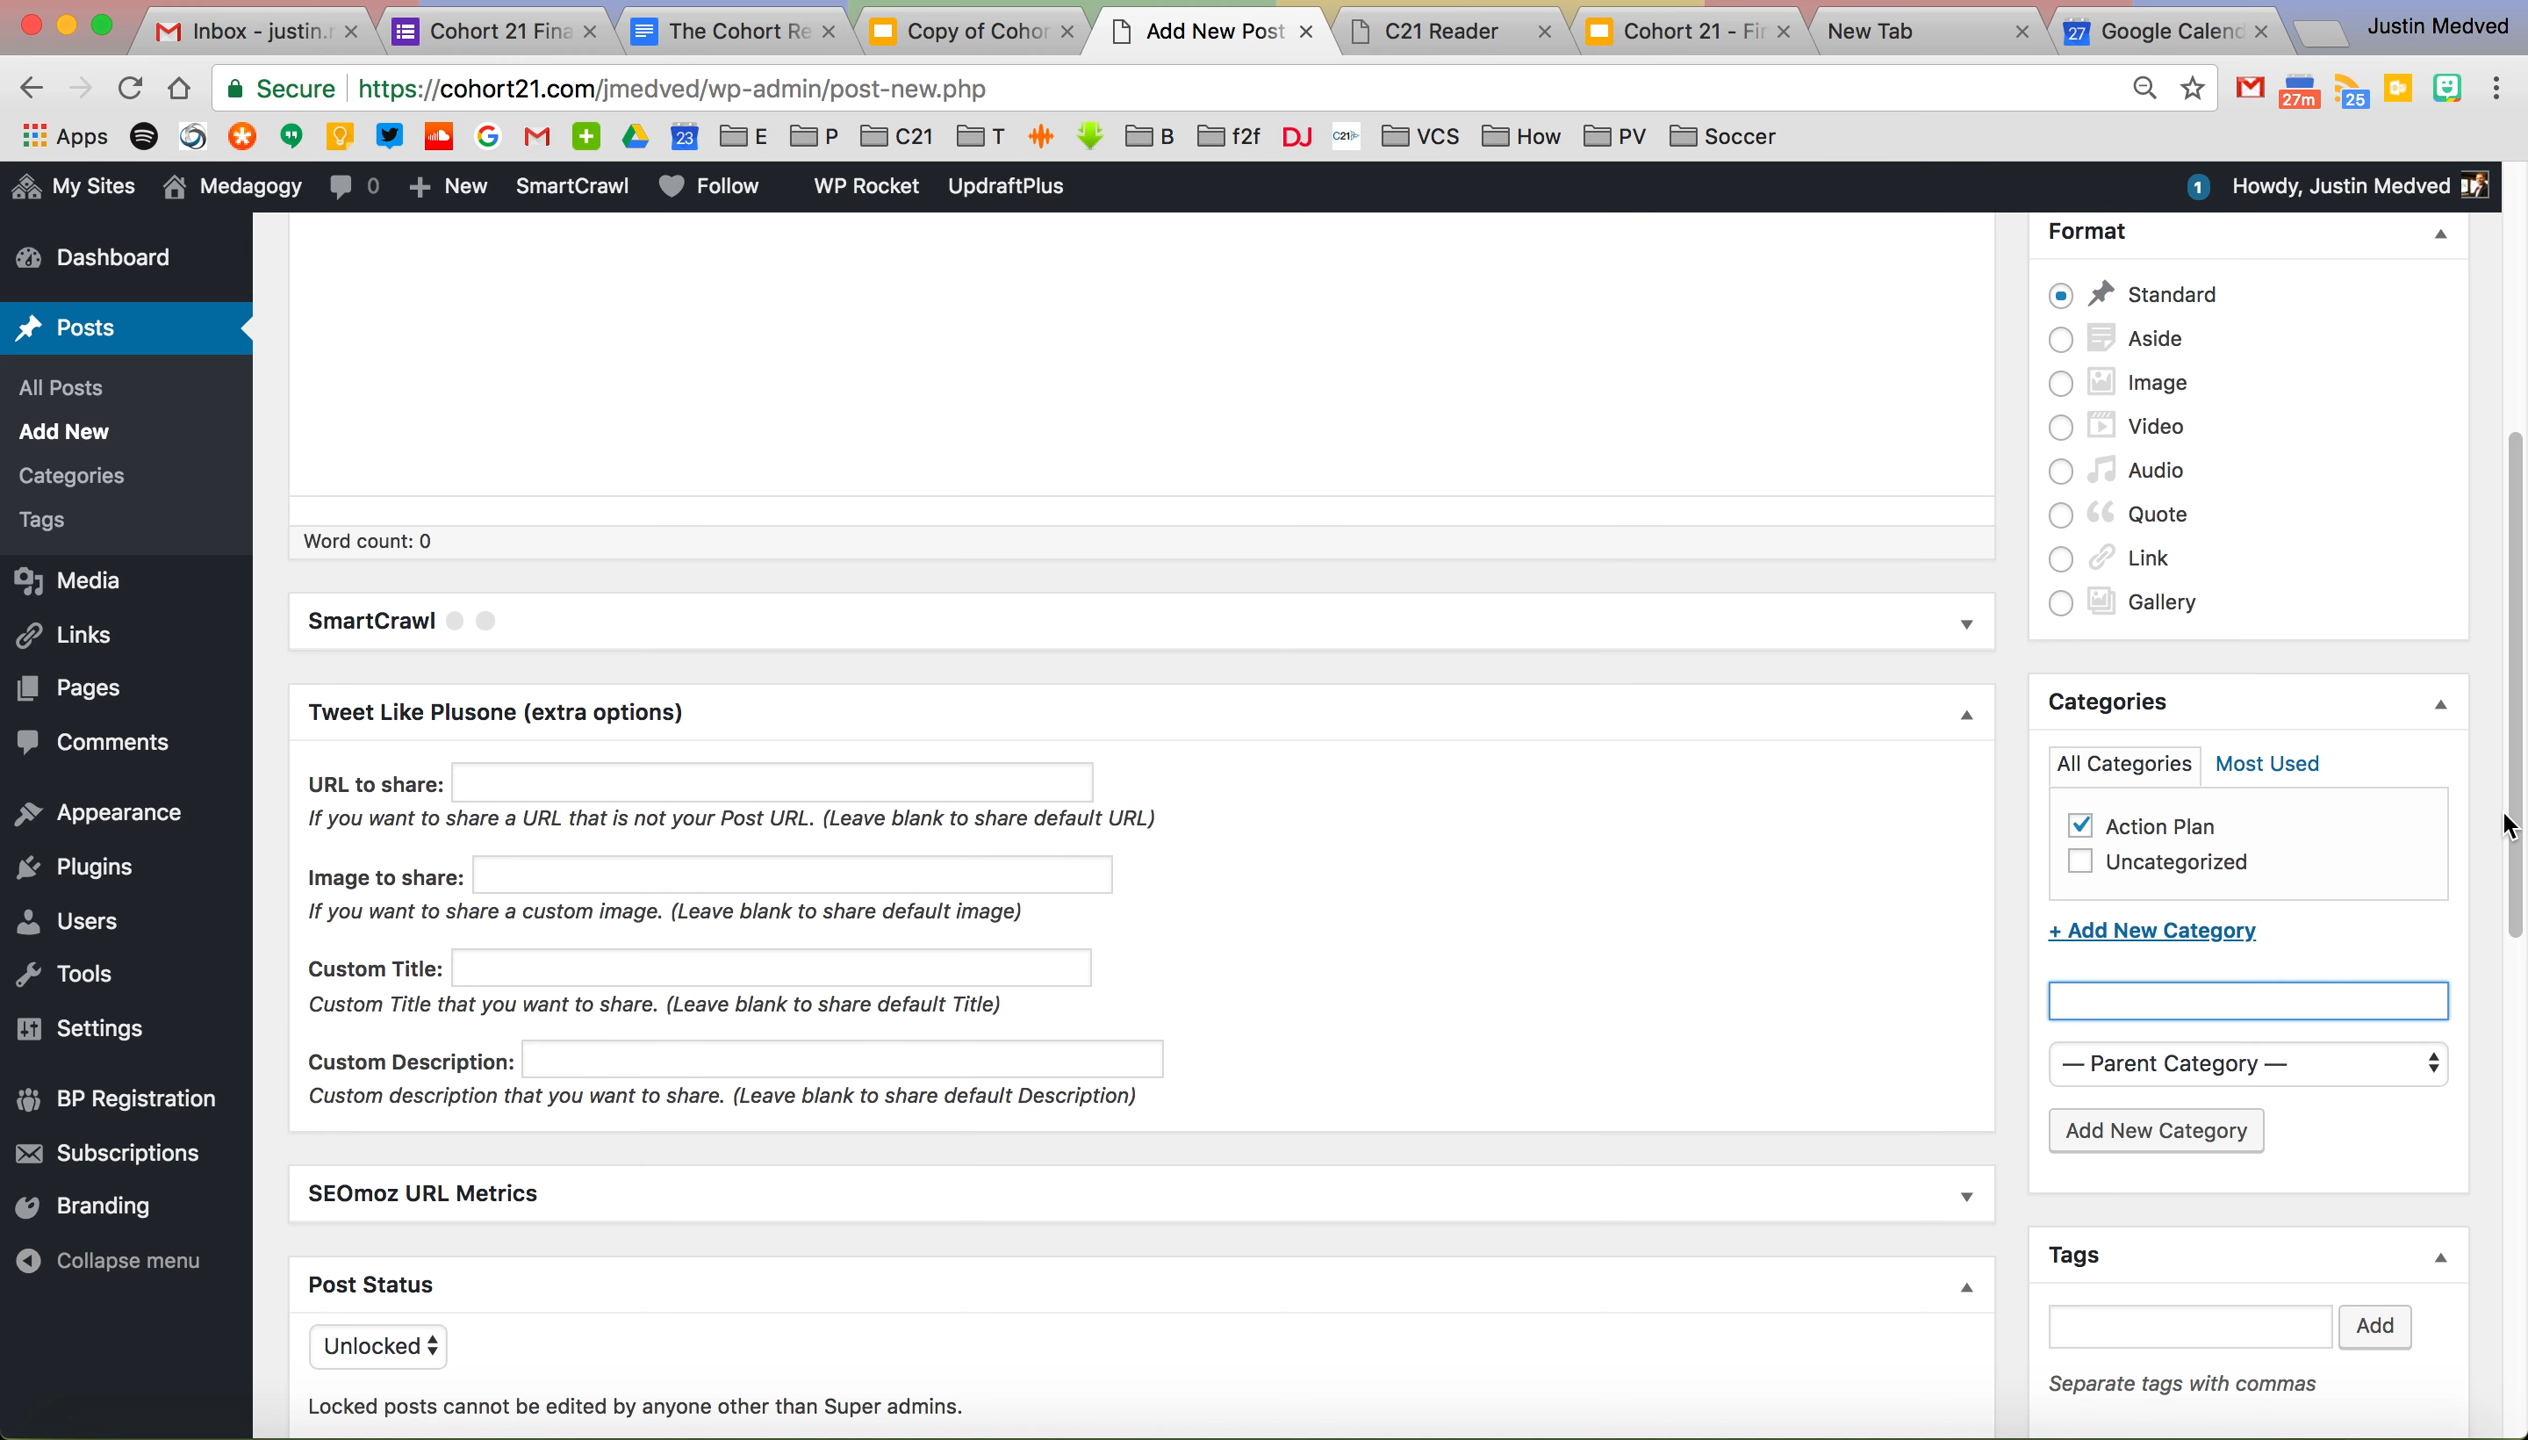 Inbox - justin.r
Cohort 21 Fina
The Cohort Re
Copy of Cohor
Add New Post
C21 Reader
Cohort 21 - Fir
New Tab
27 Google Calend
Justin Medved
Secure https://cohort21.com/jmedved/wp-admin/post-new.php
27m
25
Apps
23
E
P
C21
T
B
f2f
DJ
C21
VCS
How
PV
Soccer
My Sites
Medagogy
0
New
SmartCrawl
Follow
WP Rocket
UpdraftPlus
1
Howdy, Justin Medved
Dashboard
Posts
All Posts
Add New
Categories
Tags
Media
Links
Pages
Comments
Appearance
Plugins
Users
Tools
Settings
BP Registration
Subscriptions
Branding
Collapse menu
Word count: 0
SmartCrawl
Tweet Like Plusone (extra options)
URL to share:
If you want to share a URL that is not your Post URL. (Leave blank to share default URL)
Image to share:
If you want to share a custom image. (Leave blank to share default image)
Custom Title:
Custom Title that you want to share. (Leave blank to share default Title)
Custom Description:
Custom description that you want to share. (Leave blank to share default Description)
SEOmoz URL Metrics
Post Status
Unlocked
Locked posts cannot be edited by anyone other than Super admins.
Format
Standard
Aside
Image
Video
Audio
Quote
Link
Gallery
Categories
All Categories
Most Used
Action Plan
Uncategorized
+ Add New Category
— Parent Category —
Add New Category
Tags
Add
Separate tags with commas